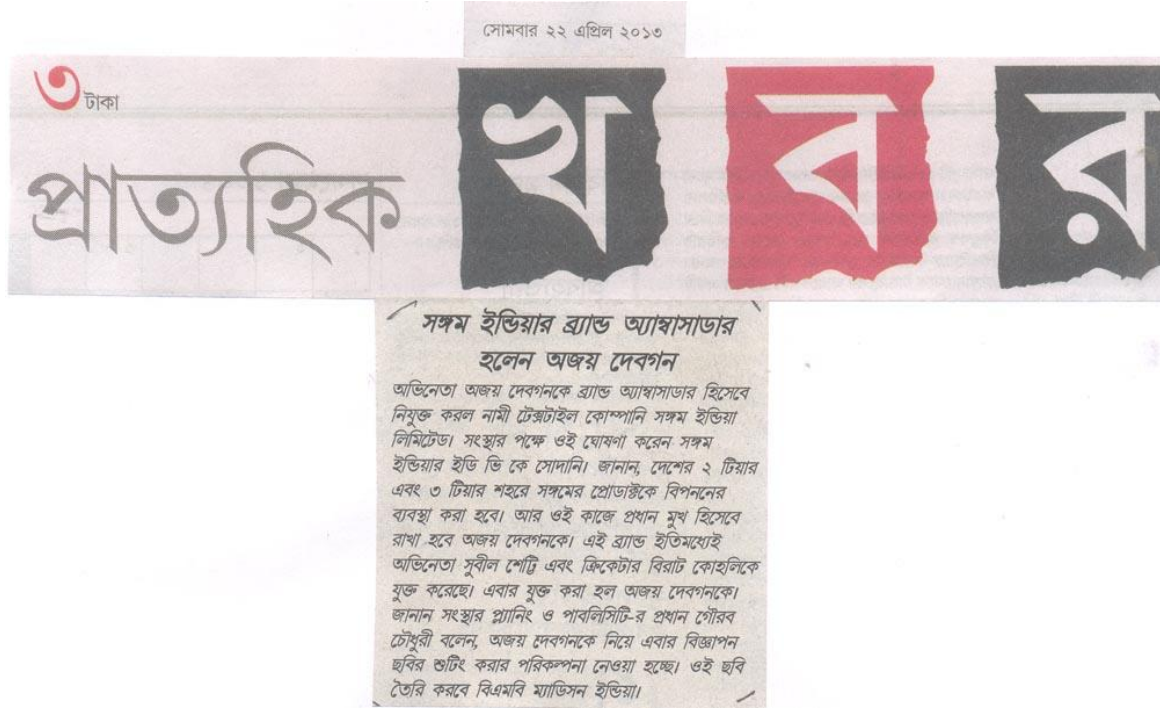 সোমবার ২২ এপ্রিল ২০১৩
৩ টাকা
প্রাত্যহিক খবর
সঙ্গম ইন্ডিয়ার ব্র্যান্ড অ্যাম্বাসাডার
হলেন অজয় দেবগন
অভিনেতা অজয় দেবগনকে ব্র্যান্ড অ্যাম্বাসাডার হিসেবে
নিযুক্ত করল নামী টেক্সটাইল কোম্পানি সঙ্গম ইন্ডিয়া
লিমিটেড। সংস্থার পক্ষে ওই ঘোষণা করেন সঙ্গম
ইন্ডিয়ার ইডি ভি কে সোদানি। জানান, দেশের ২ টিয়ার
এবং ৩ টিয়ার শহরে সঙ্গমের প্রোডাক্টকে বিপননের
ব্যবস্থা করা হবে। আর ওই কাজে প্রধান মুখ হিসেবে
রাখা হবে অজয় দেবগনকে। এই ব্র্যান্ড ইতিমধ্যেই
অভিনেতা সুনীল শেট্টি এবং ক্রিকেটার বিরাট কোহলিকে
যুক্ত করেছে। এবার যুক্ত করা হল অজয় দেবগনকে।
জানান সংস্থার প্ল্যানিং ও পাবলিসিটি-র প্রধান গৌরব
চৌধুরী বলেন, অজয় দেবগনকে নিয়ে এবার বিজ্ঞাপন
ছবির শুটিং করার পরিকল্পনা নেওয়া হচ্ছে। ওই ছবি
তৈরি করবে বিএমবি ম্যাডিসন ইন্ডিয়া।